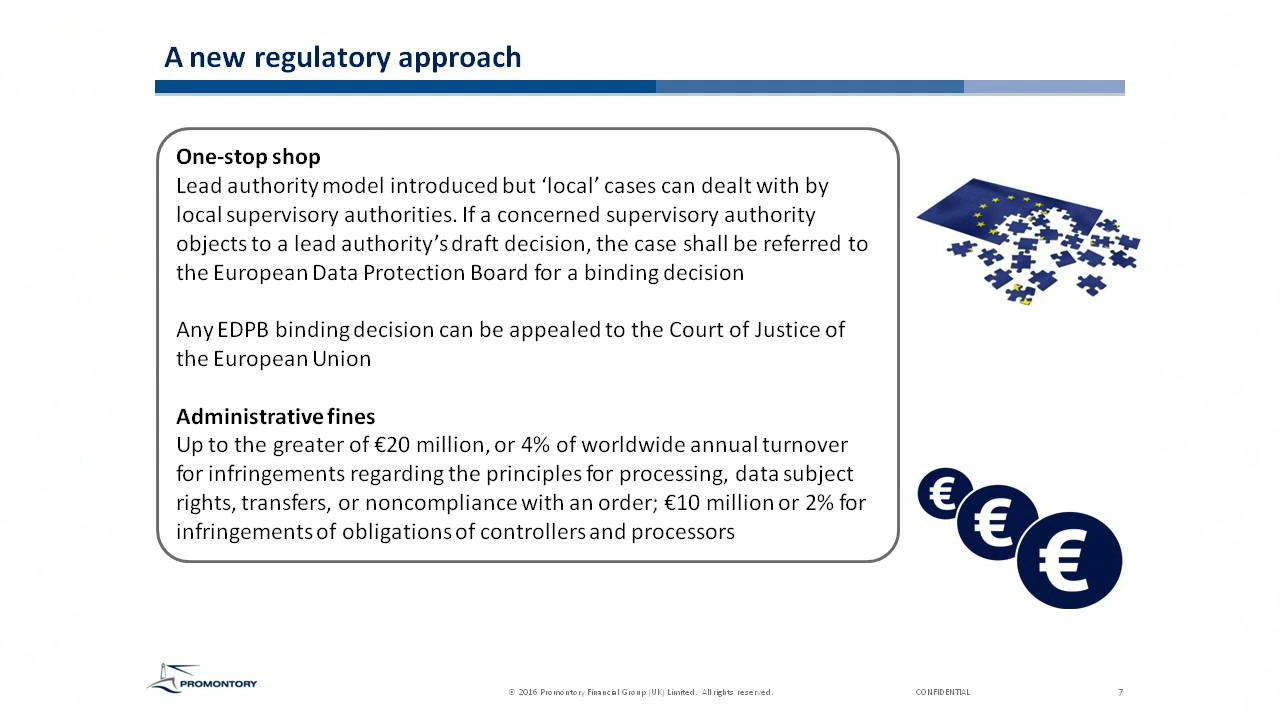 A new regulatory approach
One-stop shop
Lead authority model introduced but ‘local’ cases can dealt with by
local supervisory authorities. If a concerned supervisory authority
objects to a lead authority’s draft decision, the case shall be referred to
the European Data Protection Board for a binding decision
Any EDPB binding decision can be appealed to the Court of Justice of
the European Union
Administrative fines
Up to the greater of €20 million, or 4% of worldwide annual turnover
for infringements regarding the principles for processing, data subject
rights, transfers, or noncompliance with an order; €10 million or 2% for
infringements of obligations of controllers and processors
€
€
€
PROMONTORY
© 2016 Promontory Financial Group (UK) Limited. All rights reserved.
CONFIDENTIAL
7